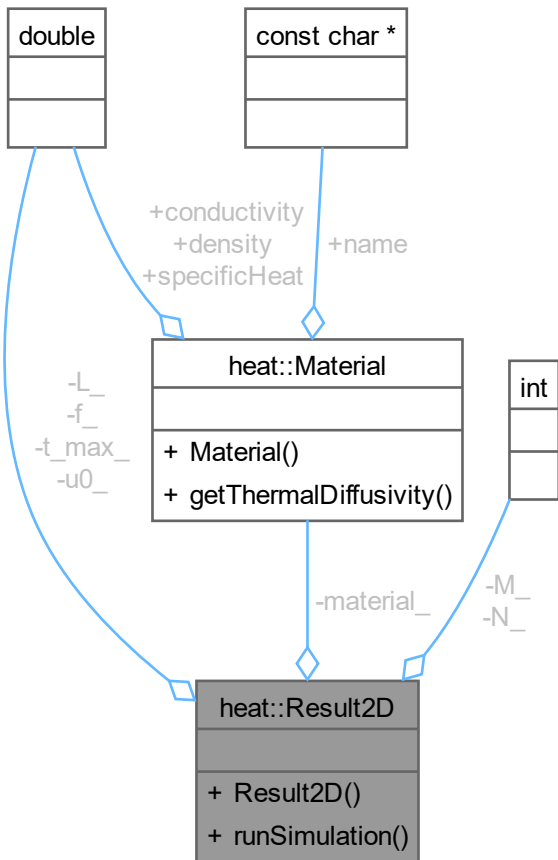 double
const char *
+conductivity
+density
+specificHeat
+name
heat::Material
+ Material()
+ getThermalDiffusivity()
int
-L_
-f_
-t_max_
-u0_
-material_
-M_
-N_
heat::Result2D
+ Result2D()
+ runSimulation()